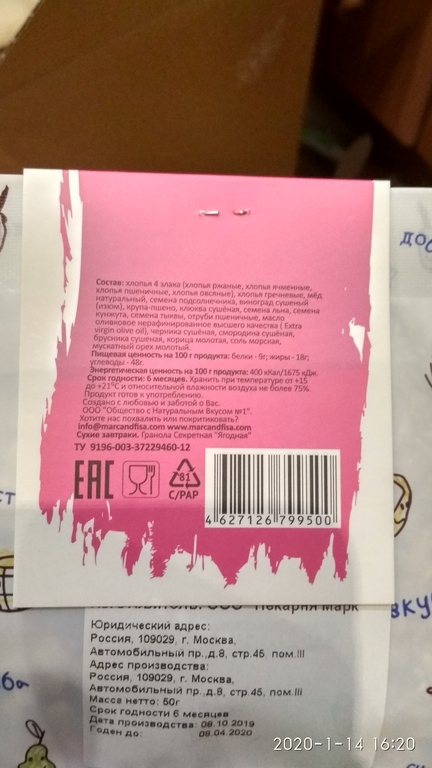 Состав: хлопья 4 злака (хлопья ржаные, хлопья ячменные,
хлопья пшеничные, хлопья овсяные), хлопья гречневые, мёд
натуральный, семена подсолнечника, виноград сушеный
(изюм), крупа-пшено, клюква сушёная, семена льна, семена
кунжута, семена тыквы, отруби пшеничные, масло
оливковое нерафинированное высшего качества ( Extra
virgin olive oil), черника сушёная, смородина сушёная,
брусника сушёная, корица молотая, соль морская,
мускатный орех молотый.
Пищевая ценность на 100 г продукта: белки - 9г; жиры - 18г;
углеводы - 48г.
Энергетическая ценность на 100 г продукта: 400 кКал/1675 кДж.
Срок годности: 6 месяцев. Хранить при температуре от +15
до +21°С и относительной влажности воздуха не более 75%.
Продукт готов к употреблению.
Создано с любовью и заботой о Вас.
ООО "Общество с Натуральным Вкусом №1".
Хотите нас похвалить или покритиковать?
info@marcandfisa.com www.marcandfisa.com
Сухие завтраки. Гранола Секретная "Ягодная"
ТУ 9196-003-37229460-12
EAC
81
C/PAP
4 627126 799500
ООО "Пекарня Марк
Юридический адрес:
Россия, 109029, г. Москва,
Автомобильный пр.,д.8, стр.45, пом.III
Адрес производства:
Россия, 109029, г. Москва,
Автомобильный пр.,д.8, стр.45, пом.III
Масса нетто: 50г
Срок годности 6 месяцев
Дата производства: 08.10.2019
Годен до: 08.04.2020
2020-1-14 16:20